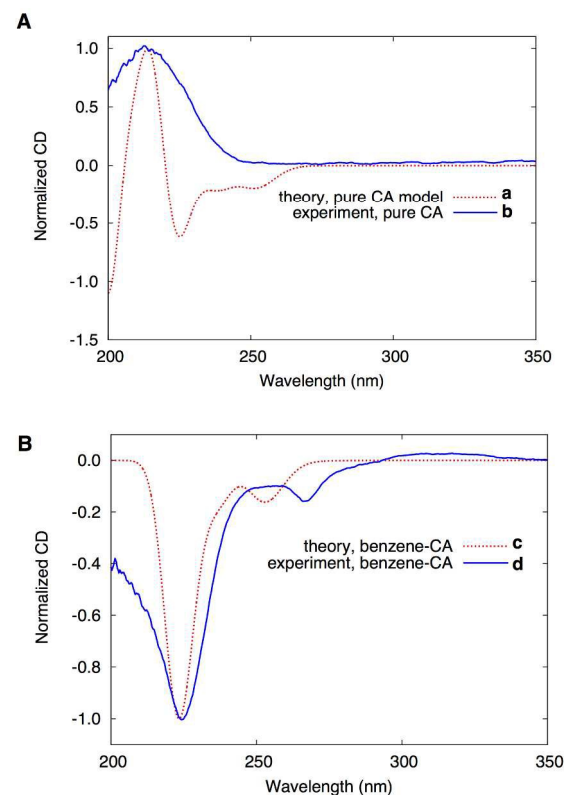 A
1.0
0.5
0.0
-0.5
-1.0
-1.5
Normalized CD
theory, pure CA model a
experiment, pure CA b
200 250 300 350
Wavelength (nm)
B
0.0
-0.2
-0.4
-0.6
-0.8
-1.0
Normalized CD
theory, benzene-CA c
experiment, benzene-CA d
200 250 300 350
Wavelength (nm)